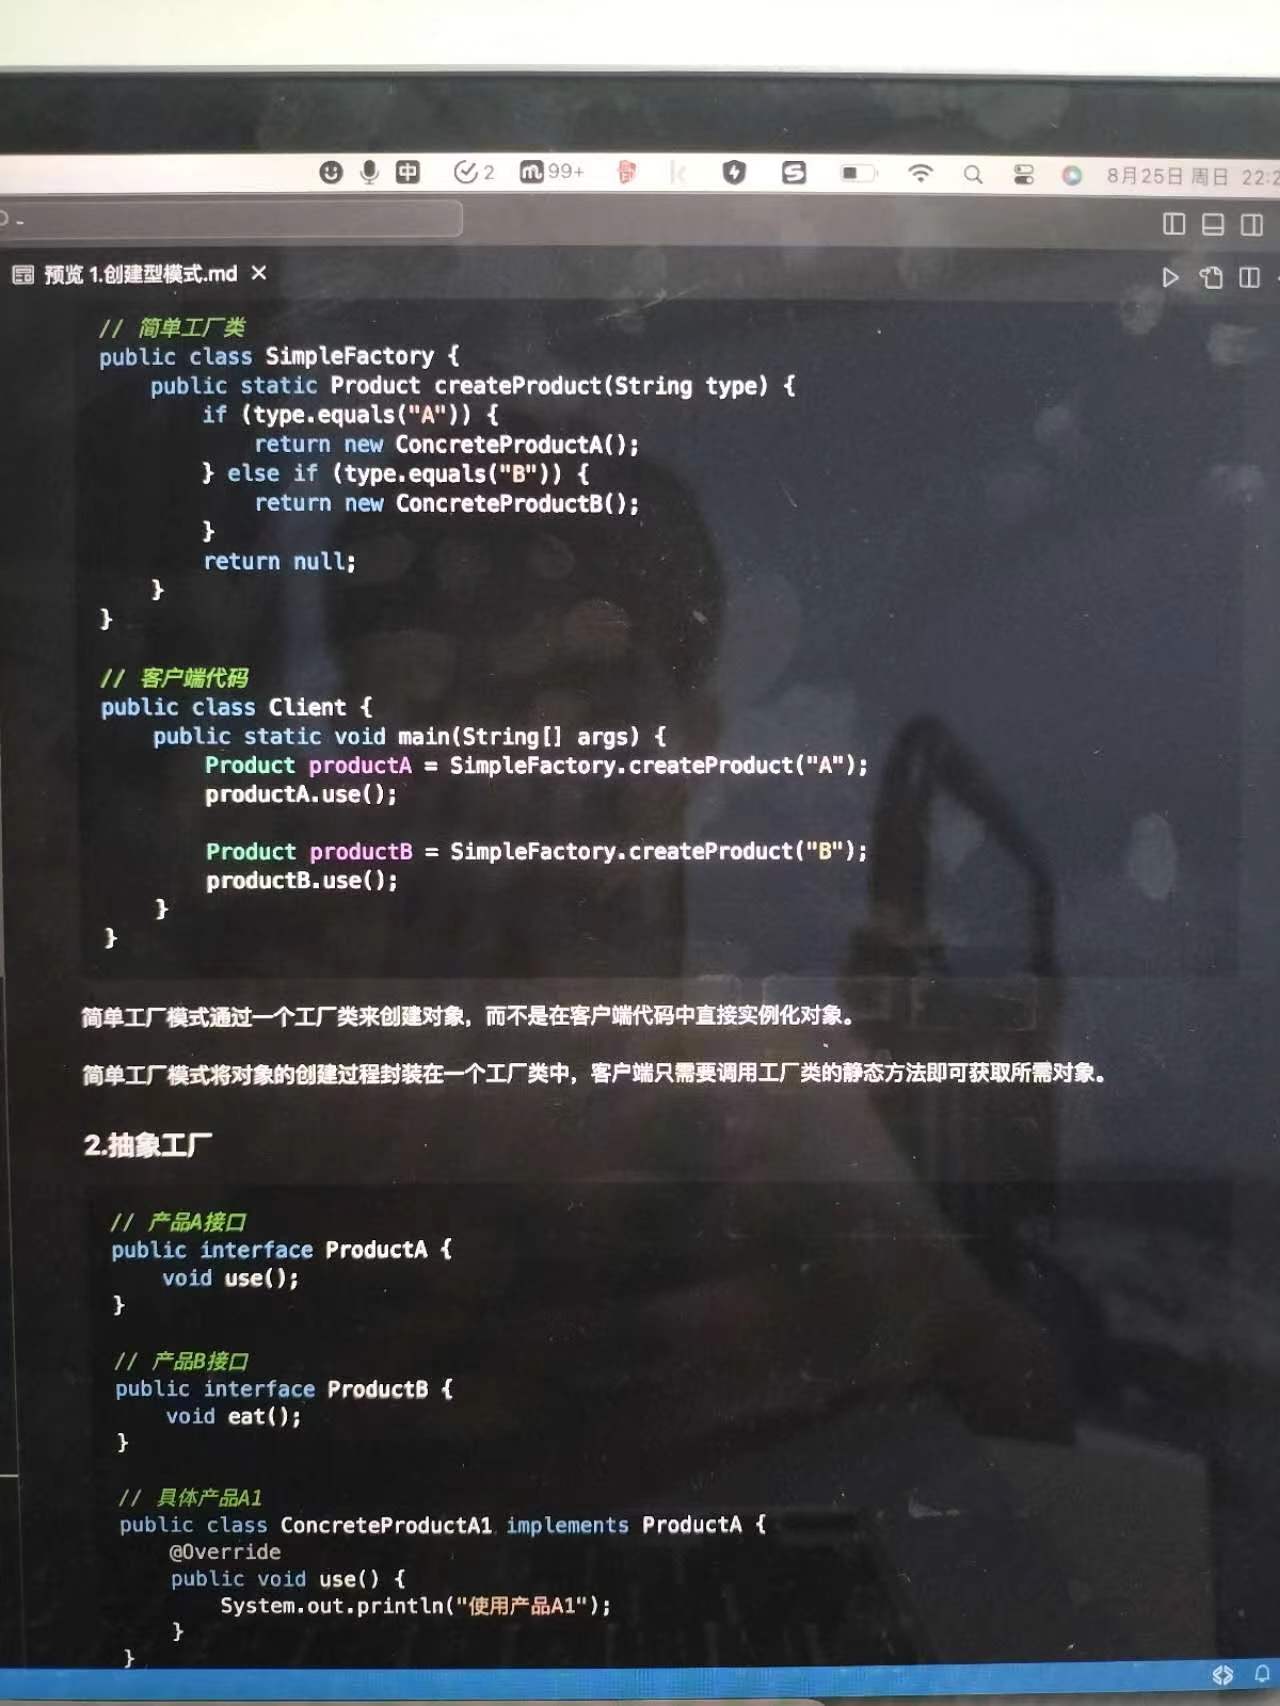 中 2 99+ 8月25日 周日 22:2
预览 1.创建型模式.md ×
// 简单工厂类
public class SimpleFactory {
    public static Product createProduct(String type) {
        if (type.equals("A")) {
            return new ConcreteProductA();
        } else if (type.equals("B")) {
            return new ConcreteProductB();
        }
        return null;
    }
}
// 客户端代码
public class Client {
    public static void main(String[] args) {
        Product productA = SimpleFactory.createProduct("A");
        productA.use();
        Product productB = SimpleFactory.createProduct("B");
        productB.use();
    }
}
简单工厂模式通过一个工厂类来创建对象，而不是在客户端代码中直接实例化对象。
简单工厂模式将对象的创建过程封装在一个工厂类中，客户端只需要调用工厂类的静态方法即可获取所需对象。
2.抽象工厂
// 产品A接口
public interface ProductA {
    void use();
}
// 产品B接口
public interface ProductB {
    void eat();
}
// 具体产品A1
public class ConcreteProductA1 implements ProductA {
    @Override
    public void use() {
        System.out.println("使用产品A1");
    }
}